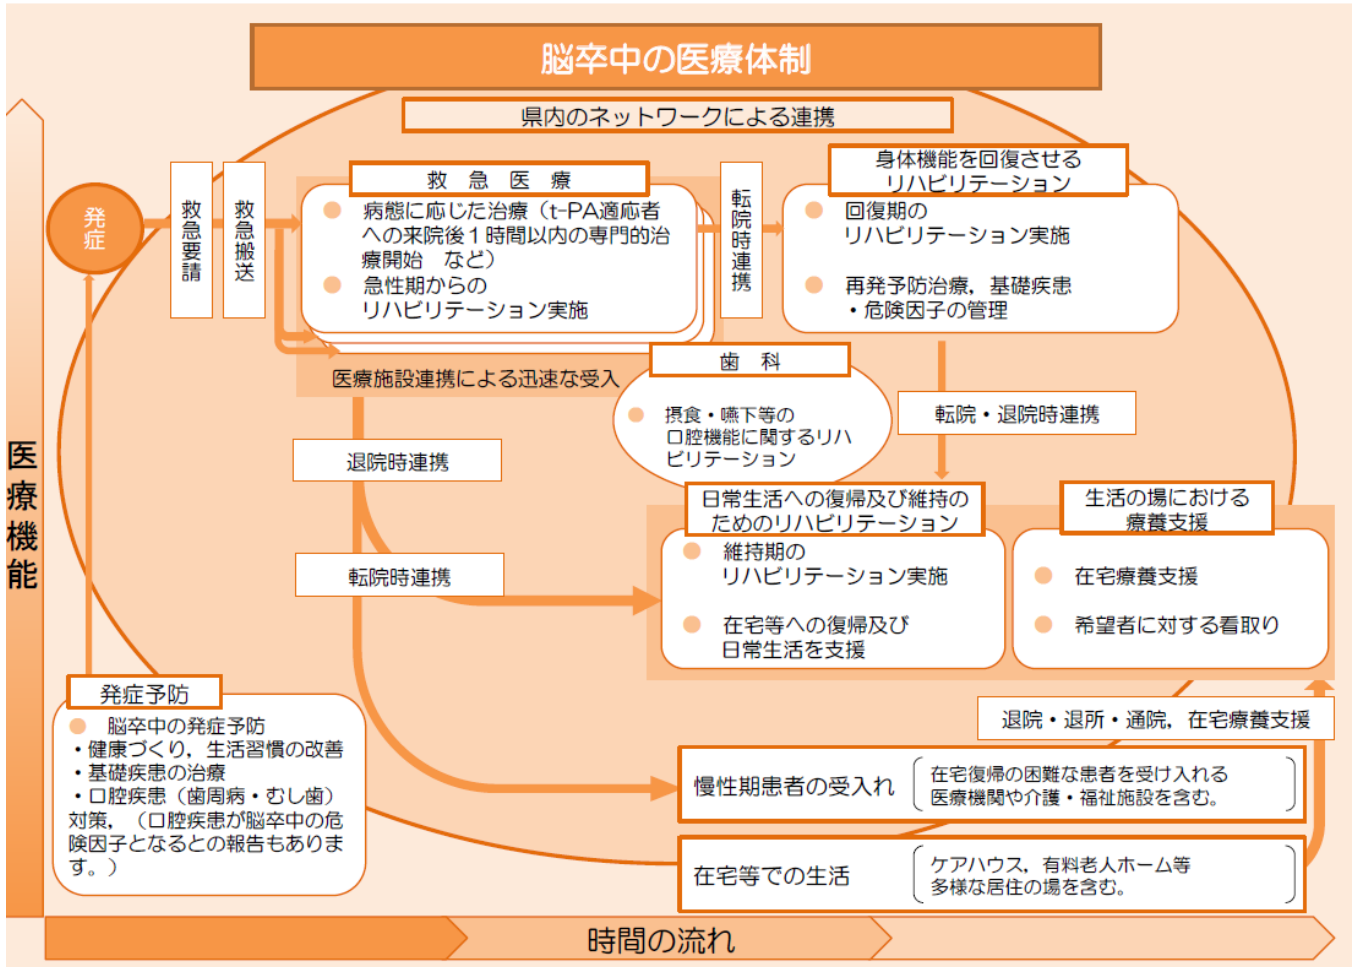 脳卒中の医療体制
県内のネットワークによる連携
医療機能
発症
救急要請
救急搬送
救急医療
● 病態に応じた治療（t-PA適応者
への来院後１時間以内の専門的治
療開始　など）
● 急性期からの
リハビリテーション実施
医療施設連携による迅速な受入
転院時連携
身体機能を回復させる
リハビリテーション
● 回復期の
リハビリテーション実施
● 再発予防治療，基礎疾患
・危険因子の管理
歯科
● 摂食・嚥下等の
口腔機能に関するリハ
ビリテーション
転院・退院時連携
退院時連携
転院時連携
日常生活への復帰及び維持の
ためのリハビリテーション
● 維持期の
リハビリテーション実施
● 在宅等への復帰及び
日常生活を支援
生活の場における
療養支援
● 在宅療養支援
● 希望者に対する看取り
発症予防
● 脳卒中の発症予防
・健康づくり，生活習慣の改善
・基礎疾患の治療
・口腔疾患（歯周病・むし歯）
対策，（口腔疾患が脳卒中の危
険因子となるとの報告もありま
す。）
退院・退所・通院，在宅療養支援
慢性期患者の受入れ
在宅復帰の困難な患者を受け入れる
医療機関や介護・福祉施設を含む。
在宅等での生活
ケアハウス，有料老人ホーム等
多様な居住の場を含む。
時間の流れ